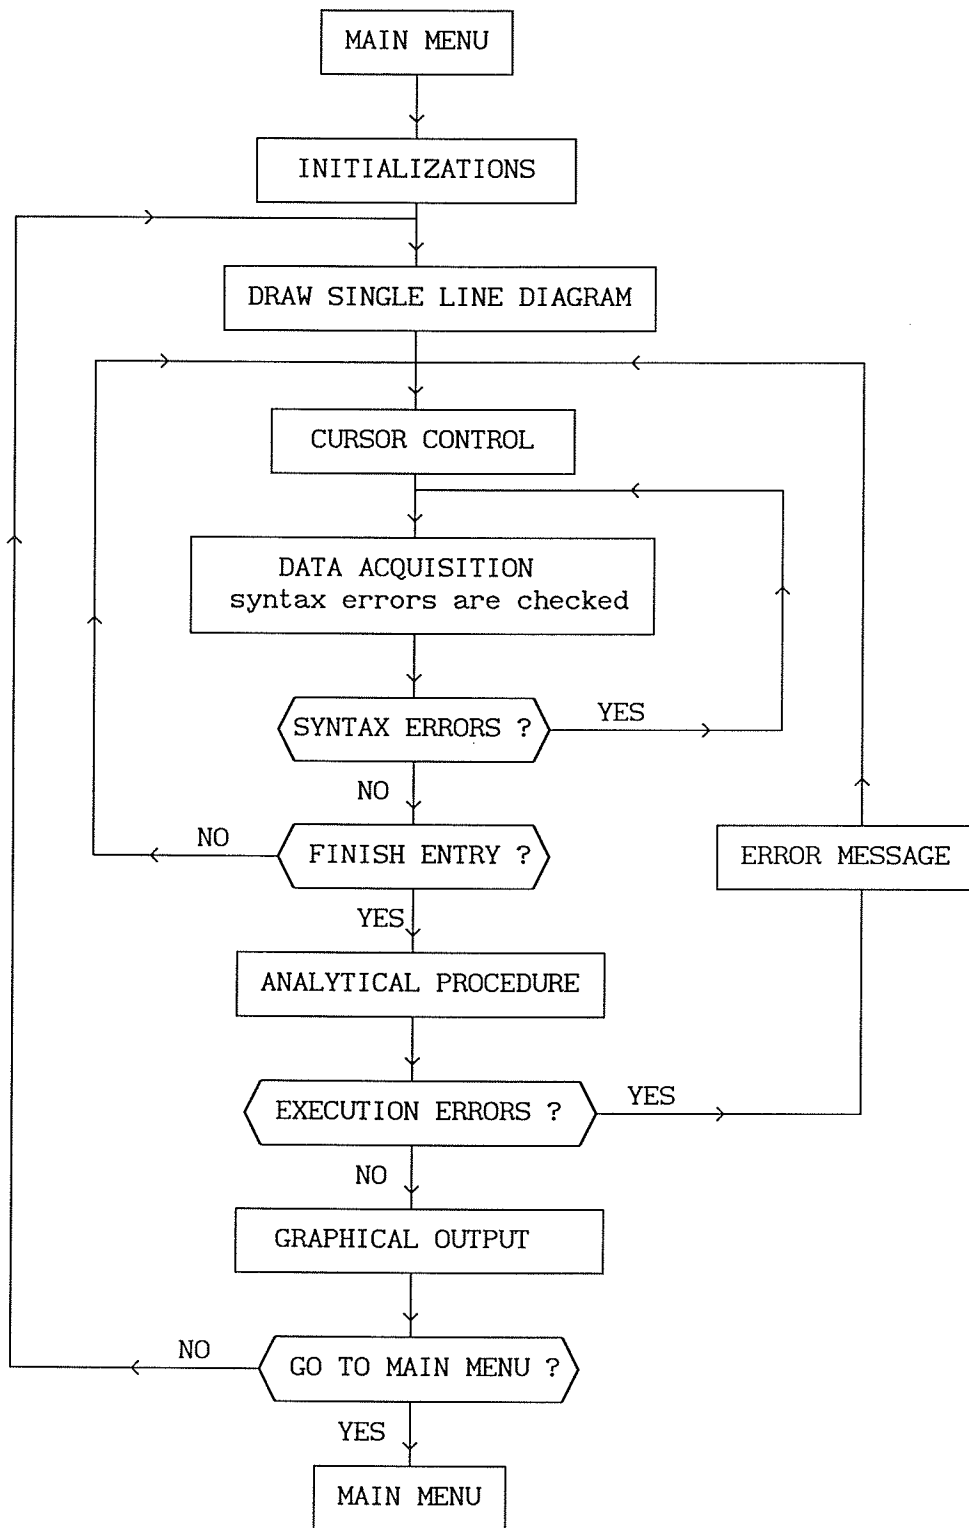 MAIN MENU
INITIALIZATIONS
DRAW SINGLE LINE DIAGRAM
CURSOR CONTROL
DATA ACQUISITION
syntax errors are checked
SYNTAX ERRORS ?
YES
NO
NO
FINISH ENTRY ?
ERROR MESSAGE
YES
ANALYTICAL PROCEDURE
EXECUTION ERRORS ?
YES
NO
GRAPHICAL OUTPUT
NO
GO TO MAIN MENU ?
YES
MAIN MENU